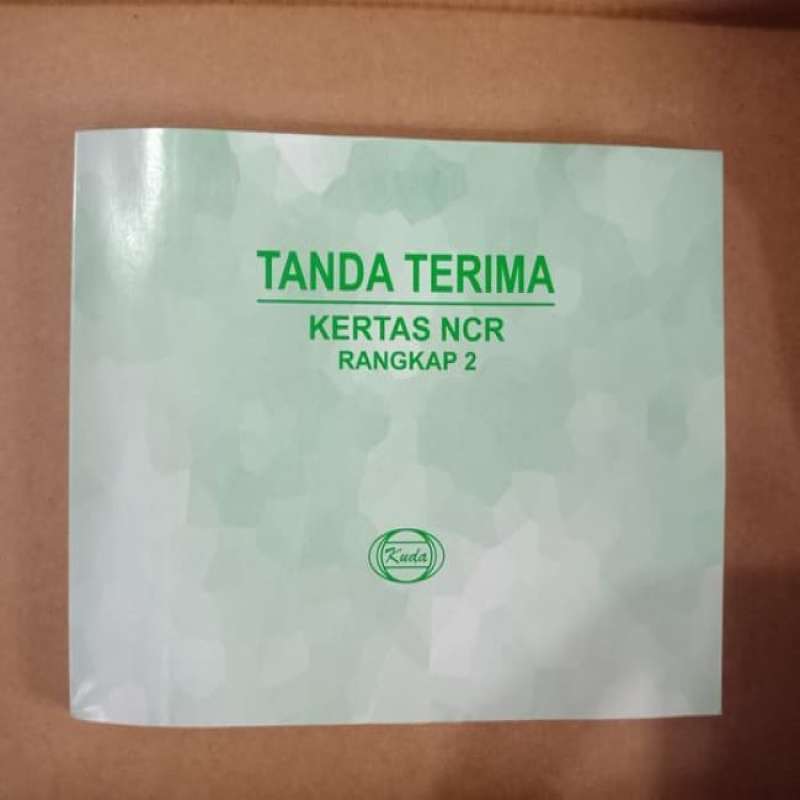 TANDA TERIMA
KERTAS NCR
RANGKAP 2
Kuda